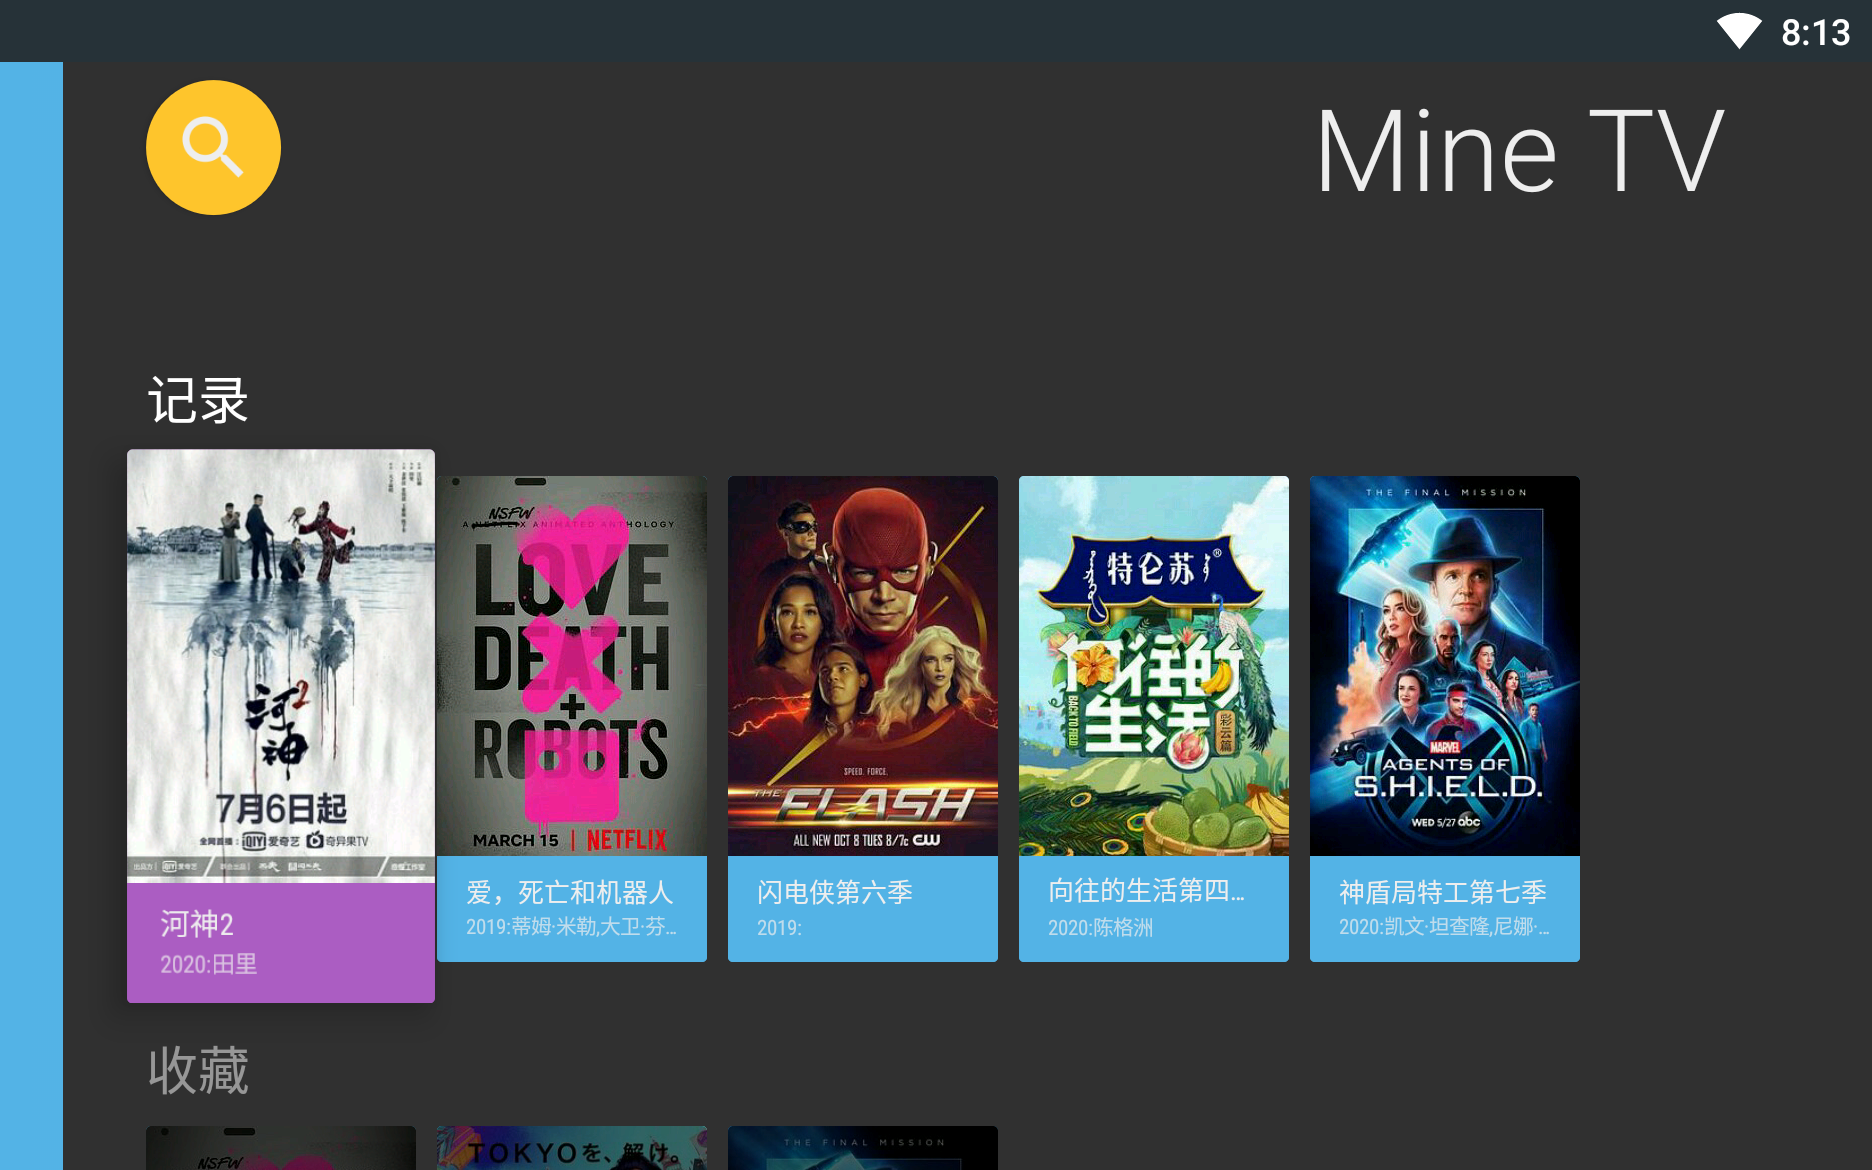 8:13
Mine TV
记录
河神2
7月6日起
全网首播:iQIYI爱奇艺 奇异果TV
河神2
2020:田里
NSFW
A NETFLIX ANIMATED ANTHOLOGY
LOVE
DEATH
+
ROBOTS
MARCH 15 | NETFLIX
爱，死亡和机器人
2019:蒂姆·米勒,大卫·芬...
SPEED. FORCE.
THE FLASH
ALL NEW OCT 8 TUES 8/7c CW
闪电侠第六季
2019:
特仑苏®
向往的
生活
BACK TO FIELD
彩云篇
向往的生活第四...
2020:陈格洲
THE FINAL MISSION
MARVEL
AGENTS OF
S.H.I.E.L.D.
WED 5/27 abc
神盾局特工第七季
2020:凯文·坦查隆,尼娜·...
收藏
NSFW
TOKYOを、解け。
THE FINAL MISSION